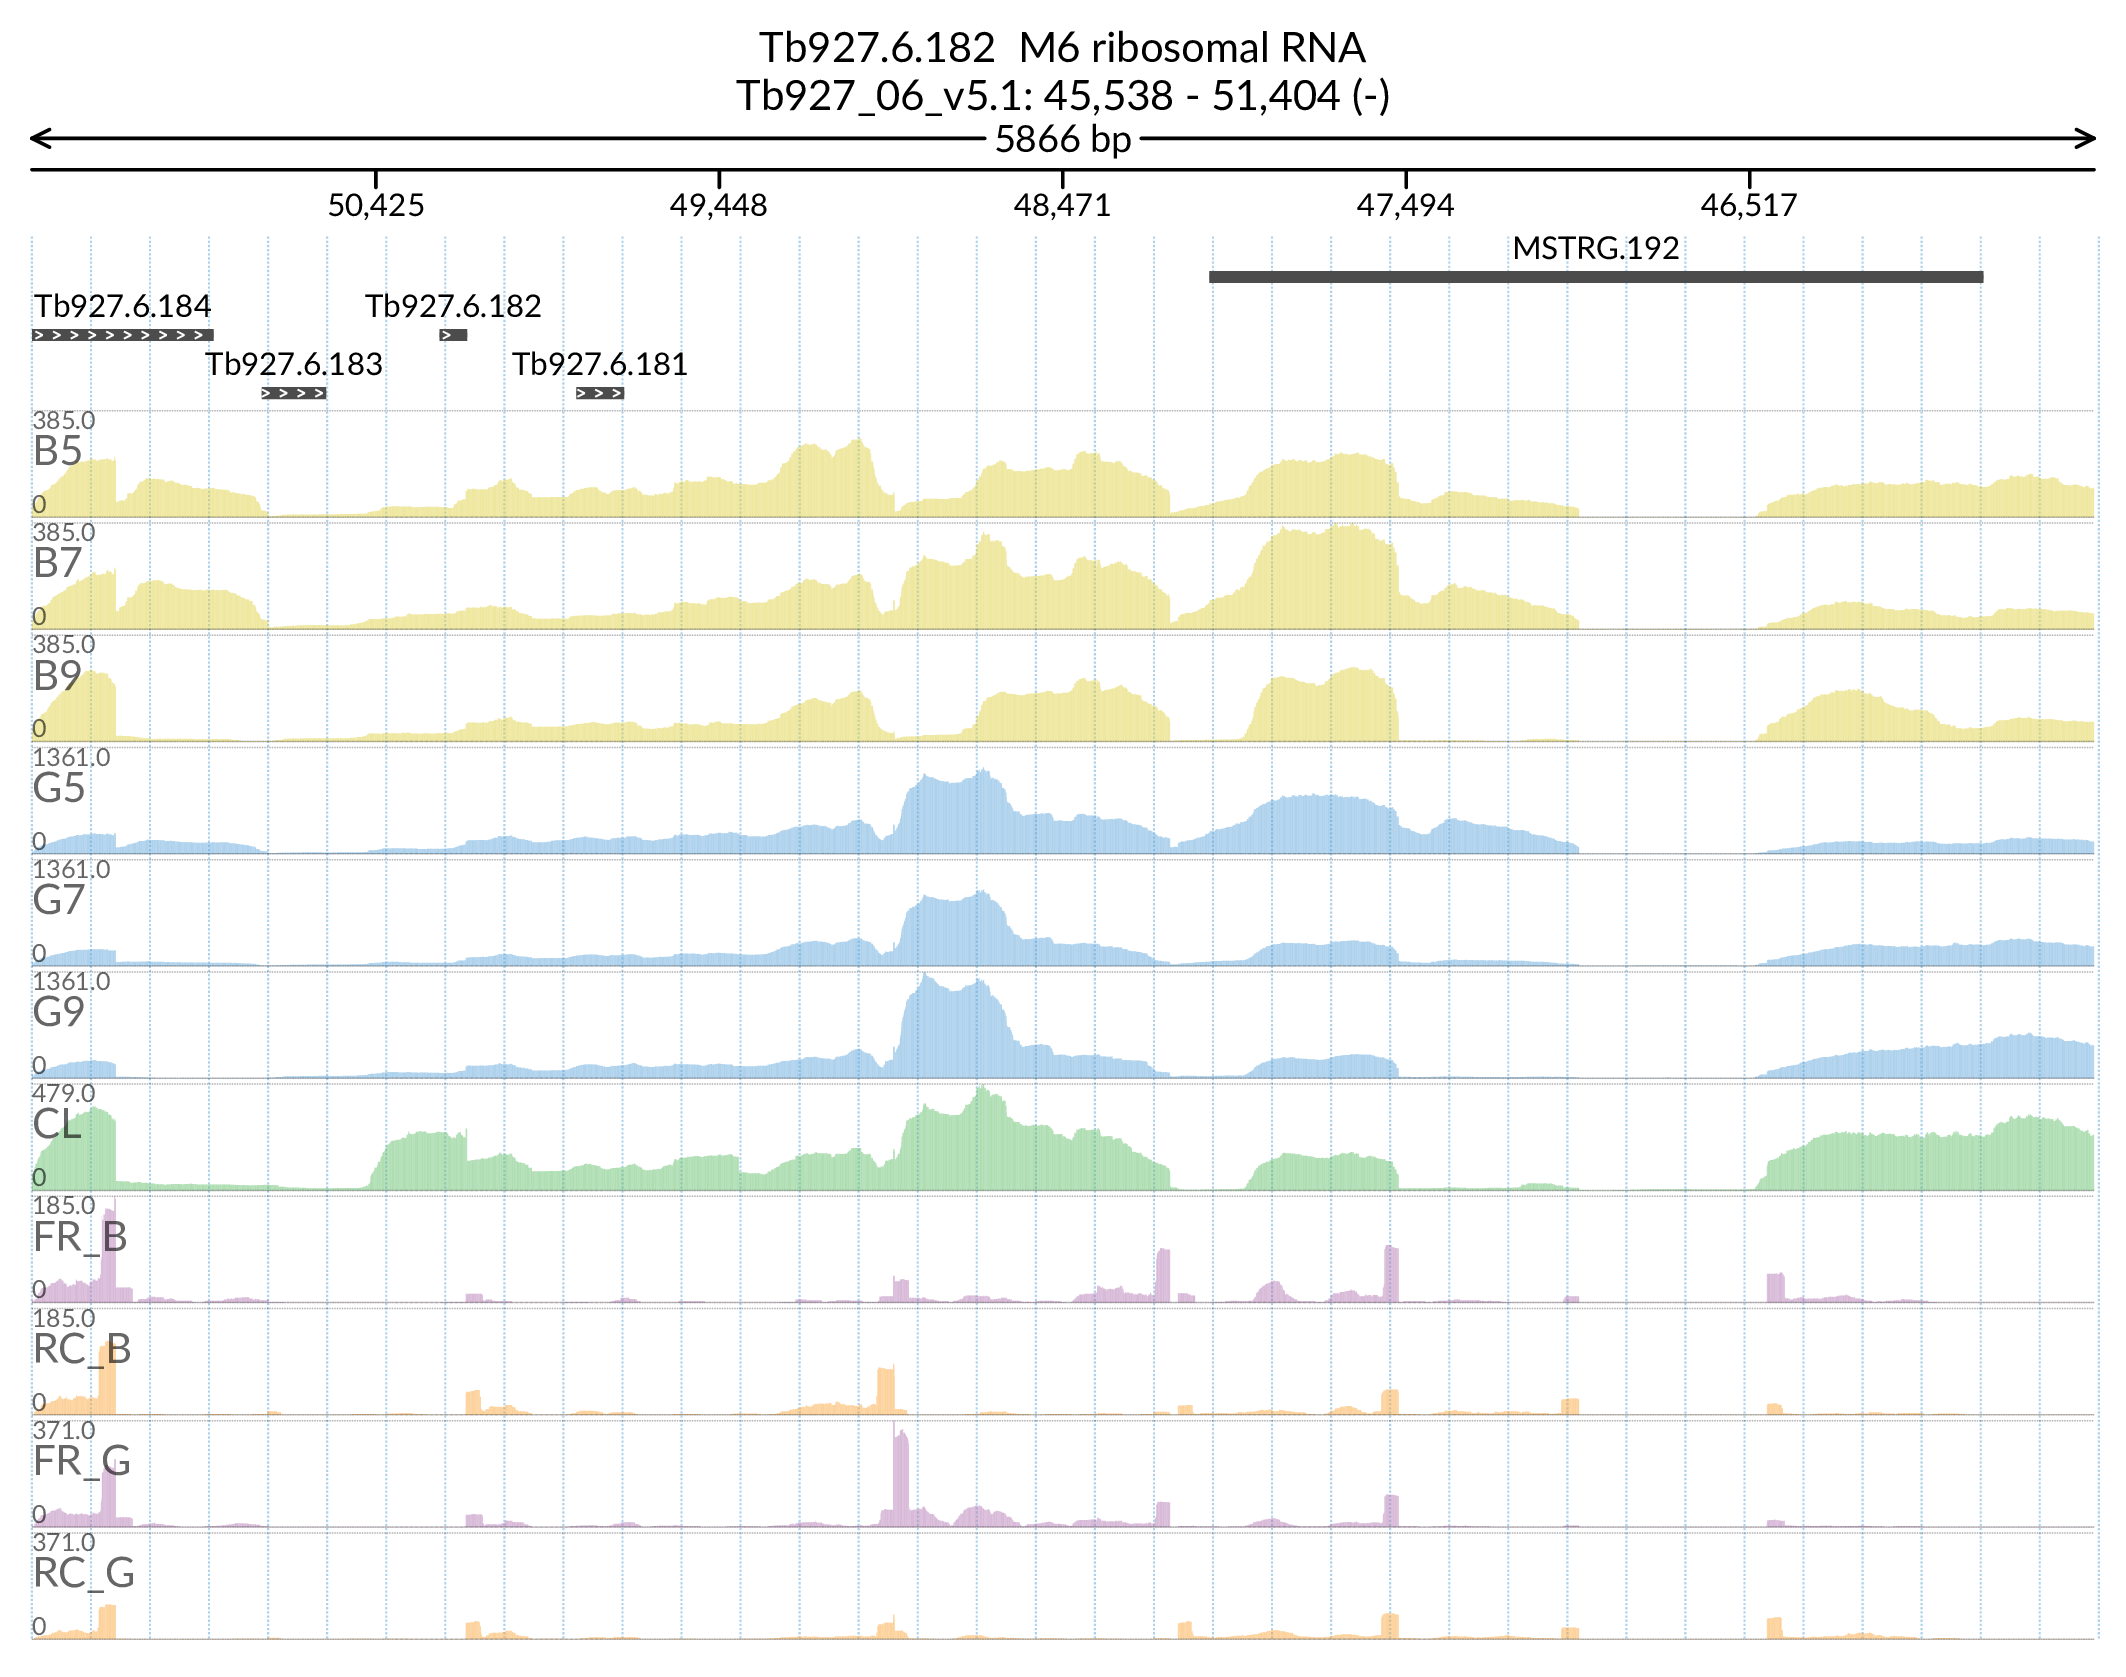 Tb927.6.182 M6 ribosomal RNA
Tb927_06_v5.1: 45,538 - 51,404 (-)
5866 bp
50,425 49,448 48,471 47,494 46,517
MSTRG.192
Tb927.6.184 Tb927.6.182
Tb927.6.183 Tb927.6.181
385.0
B5
0
385.0
B7
0
385.0
B9
0
1361.0
G5
0
1361.0
G7
0
1361.0
G9
0
479.0
CL
0
185.0
FR_B
0
185.0
RC_B
0
371.0
FR_G
0
371.0
RC_G
0